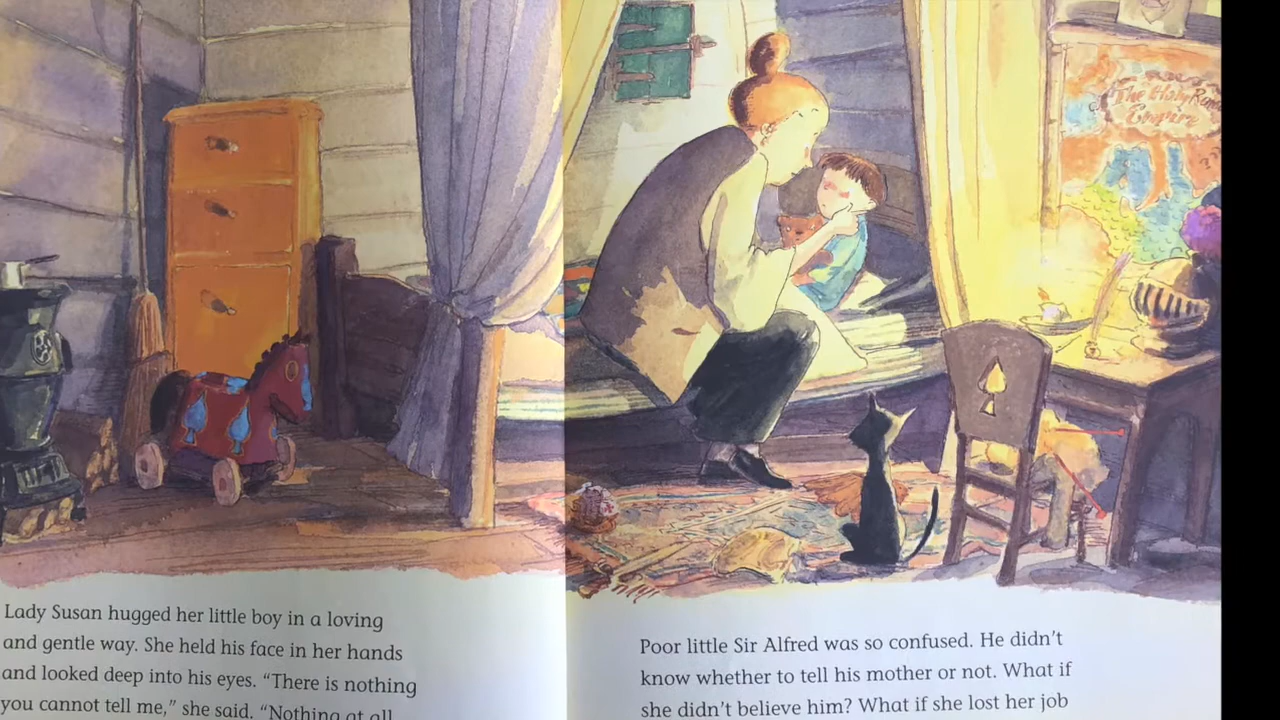 The Holy Roman
Empire
Lady Susan hugged her little boy in a loving
and gentle way. She held his face in her hands
and looked deep into his eyes. “There is nothing
you cannot tell me,” she said. “Nothing at all
Poor little Sir Alfred was so confused. He didn’t
know whether to tell his mother or not. What if
she didn’t believe him? What if she lost her job